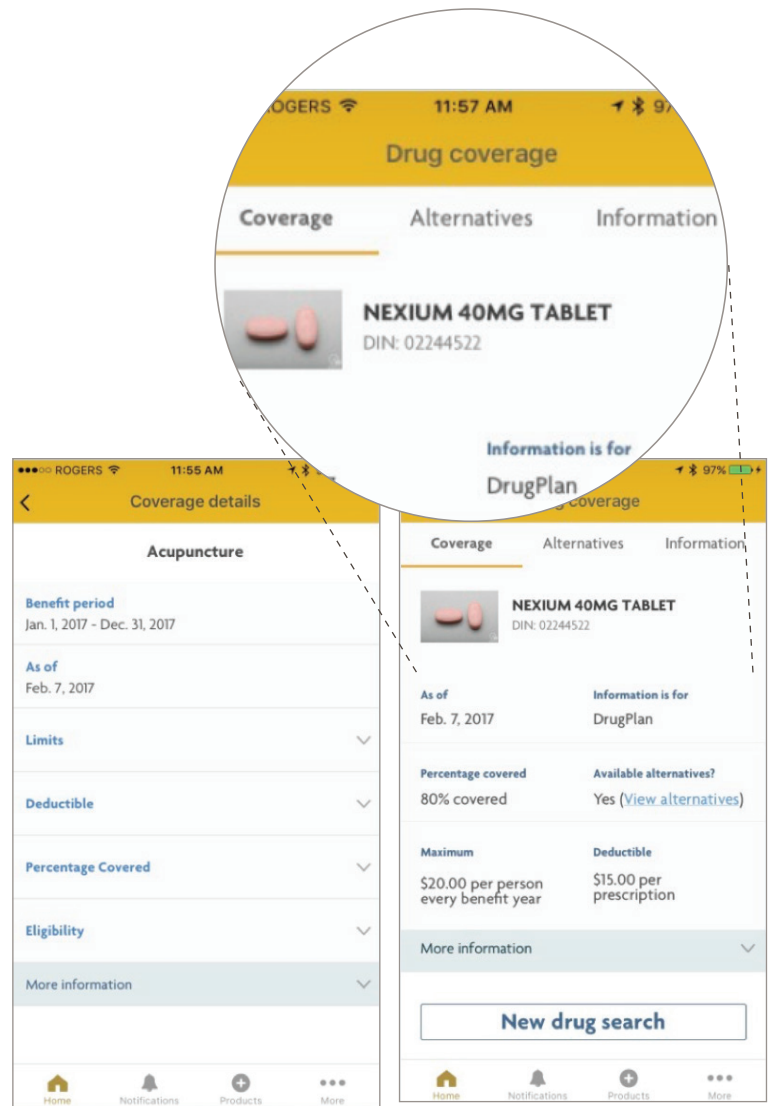 OGERS 11:57 AM 97
Drug coverage
Coverage Alternatives Information
NEXIUM 40MG TABLET
DIN: 02244522
Information is for
DrugPlan
ROGERS 11:55 AM
Coverage details
Acupuncture
Benefit period
Jan. 1, 2017 - Dec. 31, 2017
As of
Feb. 7, 2017
Limits
Deductible
Percentage Covered
Eligibility
More information
Home Notifications Products More
97%
coverage
Coverage Alternatives Information
NEXIUM 40MG TABLET
DIN: 02244522
As of Information is for
Feb. 7, 2017 DrugPlan
Percentage covered Available alternatives?
80% covered Yes (View alternatives)
Maximum Deductible
$20.00 per person $15.00 per
every benefit year prescription
More information
New drug search
Home Notifications Products More